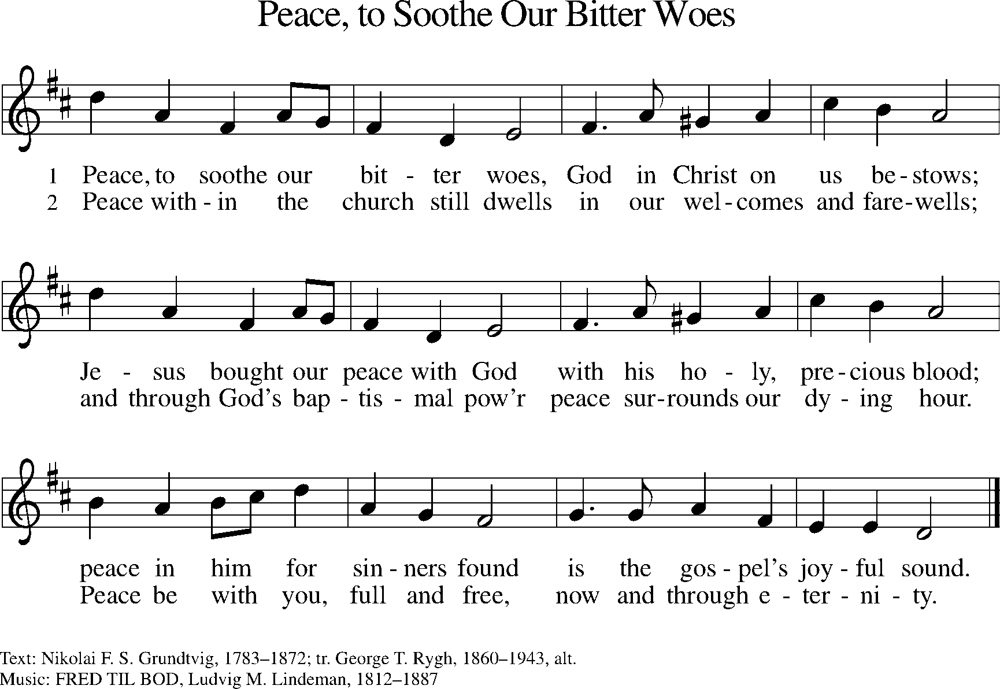 Peace, to Soothe Our Bitter Woes
1 Peace, to soothe our bit - ter woes, God in Christ on us be - stows;
2 Peace with - in the church still dwells in our wel - comes and fare - wells;
Je - sus bought our peace with God with his ho - ly, pre - cious blood;
and through God's bap - tis - mal pow'r peace sur - rounds our dy - ing hour.
peace in him for sin - ners found is the gos - pel's joy - ful sound.
Peace be with you, full and free, now and through e - ter - ni - ty.
Text: Nikolai F. S. Grundtvig, 1783–1872; tr. George T. Rygh, 1860–1943, alt.
Music: FRED TIL BOD, Ludvig M. Lindeman, 1812–1887